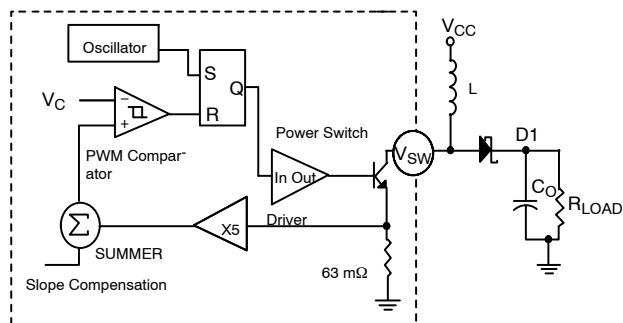 Oscillator
S
Q
R
V_C
−
+
PWM Compar-
ator
Power Switch
In Out
V_SW
V_CC
L
D1
C_O
R_LOAD
Driver
X5
Σ
SUMMER
63 mΩ
Slope Compensation